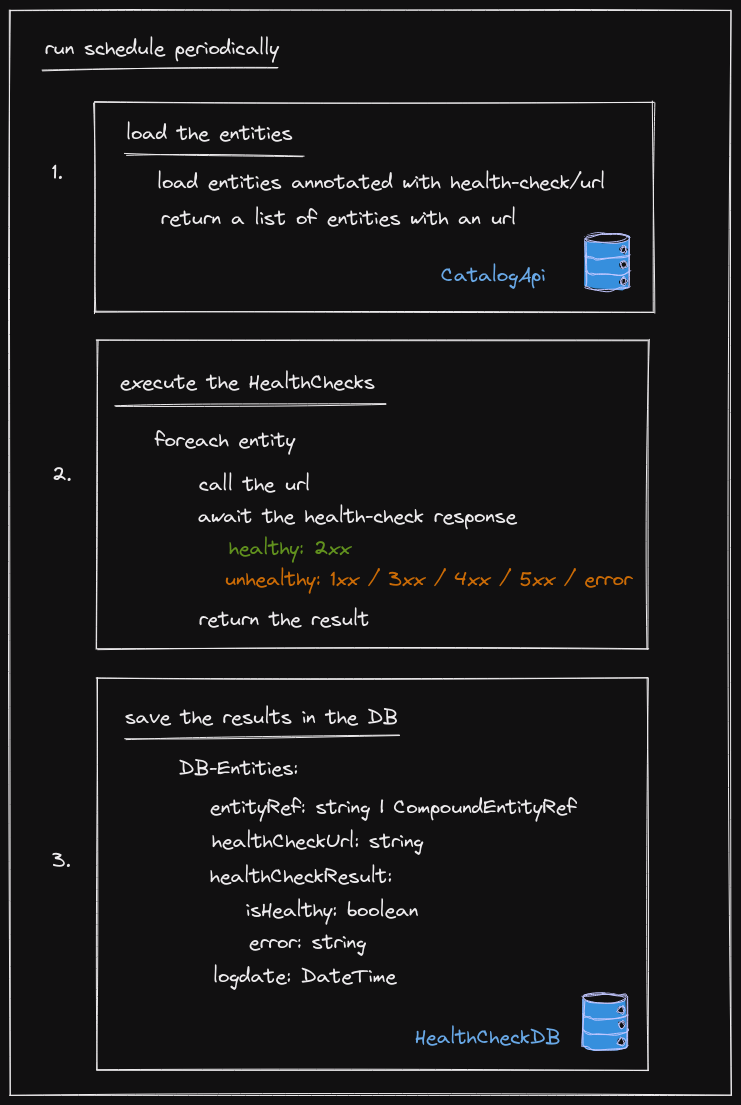 run schedule periodically
1.
load the entities
load entities annotated with health-check/url
return a list of entities with an url
CatalogApi
2.
execute the HealthChecks
foreach entity
call the url
await the health-check response
healthy: 2xx
unhealthy: 1xx / 3xx / 4xx / 5xx / error
return the result
3.
save the results in the DB
DB-Entities:
entityRef: string | CompoundEntityRef
healthCheckUrl: string
healthCheckResult:
isHealthy: boolean
error: string
logdate: DateTime
HealthCheckDB